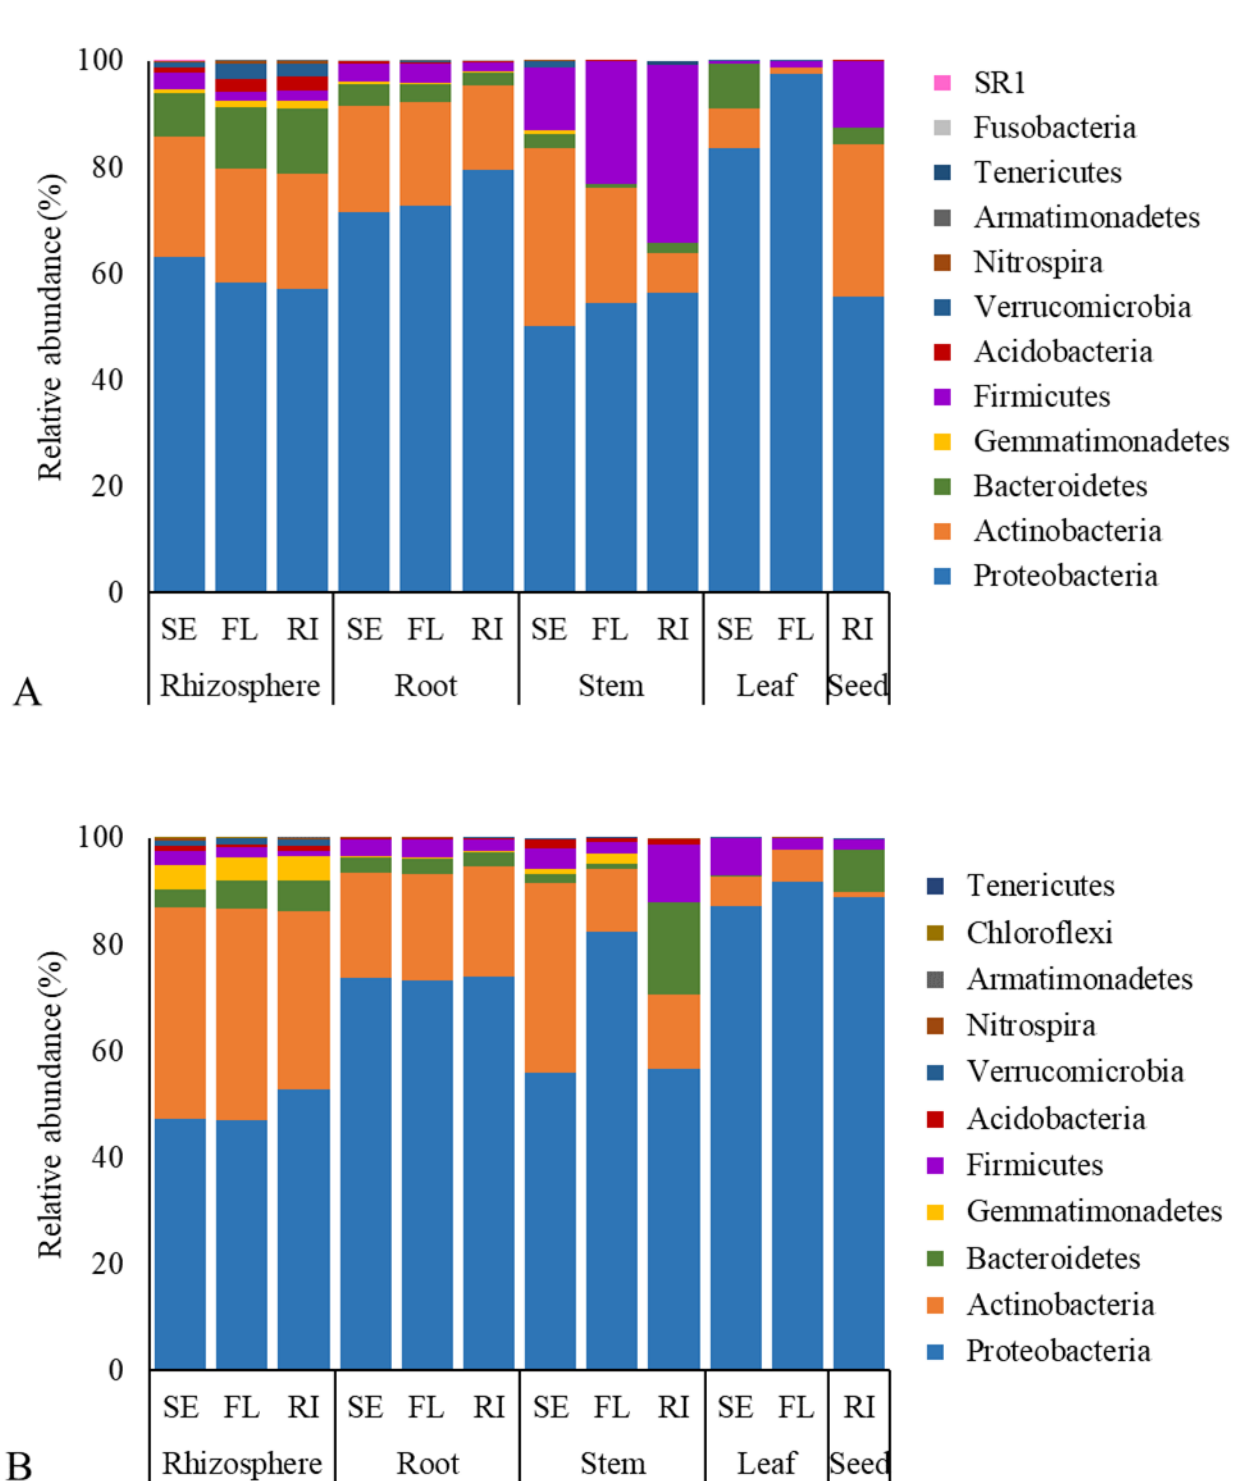 100
80
60
40
20
0
Relative abundance (%)
SR1
Fusobacteria
Tenericutes
Armatimonadetes
Nitrospira
Verrucomicrobia
Acidobacteria
Firmicutes
Gemmatimonadetes
Bacteroidetes
Actinobacteria
Proteobacteria
SE FL RI SE FL RI SE FL RI SE FL RI
Rhizosphere Root Stem Leaf Seed
A
100
80
60
40
20
0
Relative abundance (%)
Tenericutes
Chloroflexi
Armatimonadetes
Nitrospira
Verrucomicrobia
Acidobacteria
Firmicutes
Gemmatimonadetes
Bacteroidetes
Actinobacteria
Proteobacteria
SE FL RI SE FL RI SE FL RI SE FL RI
Rhizosphere Root Stem Leaf Seed
B